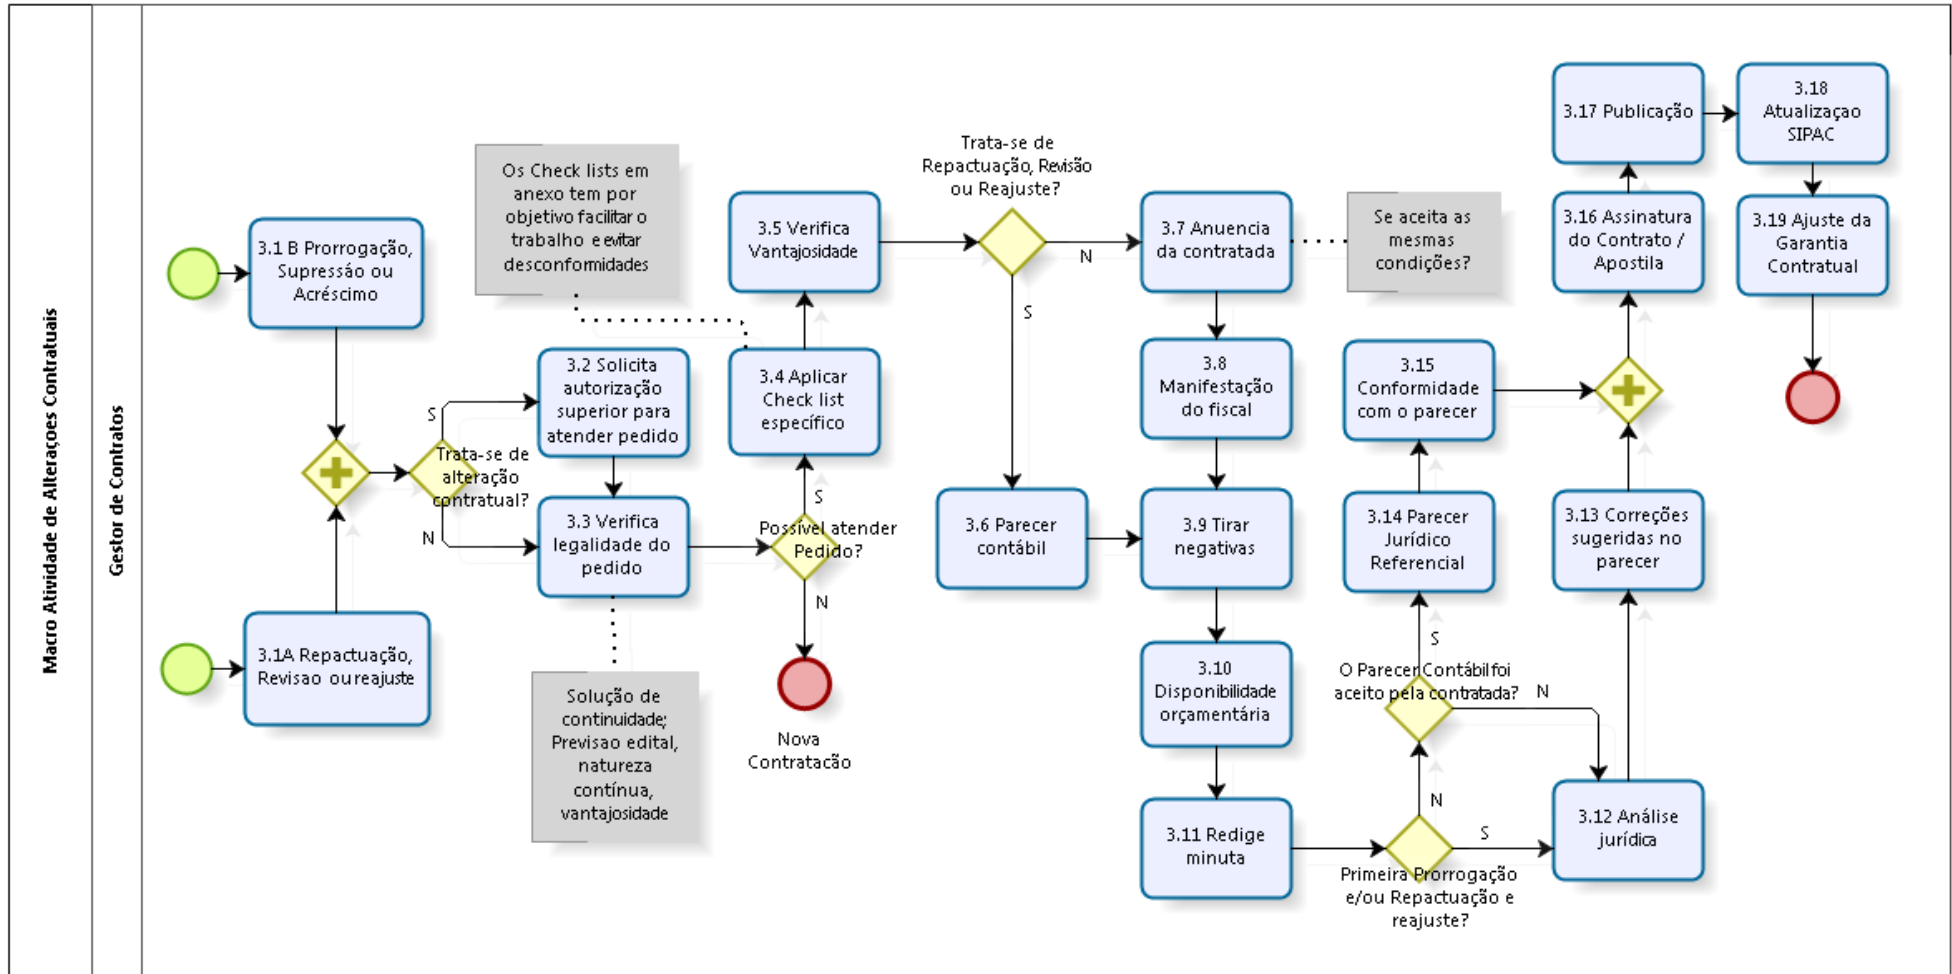 Macro Atividade de Alterações Contratuais
Gestor de Contratos
3.1 B Prorrogação,
Supressão ou
Acréscimo
3.1A Repactuação,
Revisao ou reajuste
Trata-se de
alteração
contratual?
S
N
3.2 Solicita
autorização
superior para
atender pedido
3.3 Verifica
legalidade do
pedido
Os Check lists em
anexo tem por
objetivo facilitar o
trabalho e evitar
desconformidades
Solução de
continuidade;
Previsao edital,
natureza
contínua,
vantajosidade
Possível atender
Pedido?
S
N
Nova
Contratacão
3.4 Aplicar
Check list
específico
3.5 Verifica
Vantajosidade
Trata-se de
Repactuação, Revisão
ou Reajuste?
N
S
3.6 Parecer
contábil
3.7 Anuencia
da contratada
Se aceita as
mesmas
condições?
3.8
Manifestação
do fiscal
3.9 Tirar
negativas
3.10
Disponibilidade
orçamentária
3.11 Redige
minuta
Primeira Prorrogação
e/ou Repactuação e
reajuste?
N
S
O Parecer Contábil foi
aceito pela contratada?
S
N
3.12 Análise
jurídica
3.13 Correções
sugeridas no
parecer
3.14 Parecer
Jurídico
Referencial
3.15
Conformidade
com o parecer
3.16 Assinatura
do Contrato /
Apostila
3.17 Publicação
3.18
Atualizaçao
SIPAC
3.19 Ajuste da
Garantia
Contratual